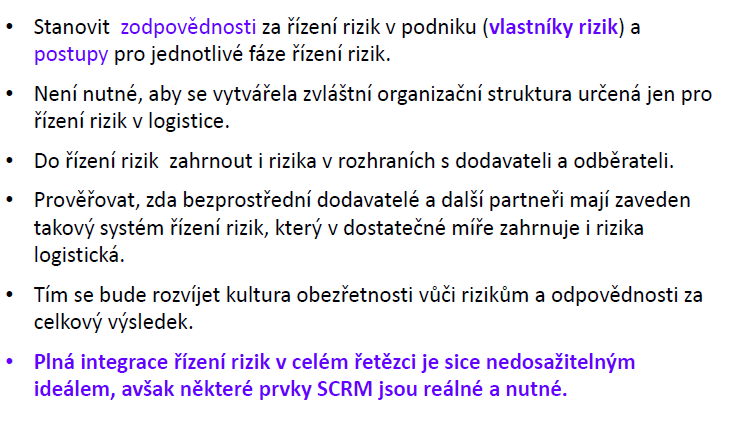 • Stanovit  zodpovědnosti za řízení rizik v podniku (vlastníky rizik) a
postupy pro jednotlivé fáze řízení rizik.
• Není nutné, aby se vytvářela zvláštní organizační struktura určená jen pro
řízení rizik v logistice.
• Do řízení rizik  zahrnout i rizika v rozhraních s dodavateli a odběrateli.
• Prověřovat, zda bezprostřední dodavatelé a další partneři mají zaveden
takový systém řízení rizik, který v dostatečné míře zahrnuje i rizika
logistická.
• Tím se bude rozvíjet kultura obezřetnosti vůči rizikům a odpovědnosti za
celkový výsledek.
• Plná integrace řízení rizik v celém řetězci je sice nedosažitelným
ideálem, avšak některé prvky SCRM jsou reálné a nutné.